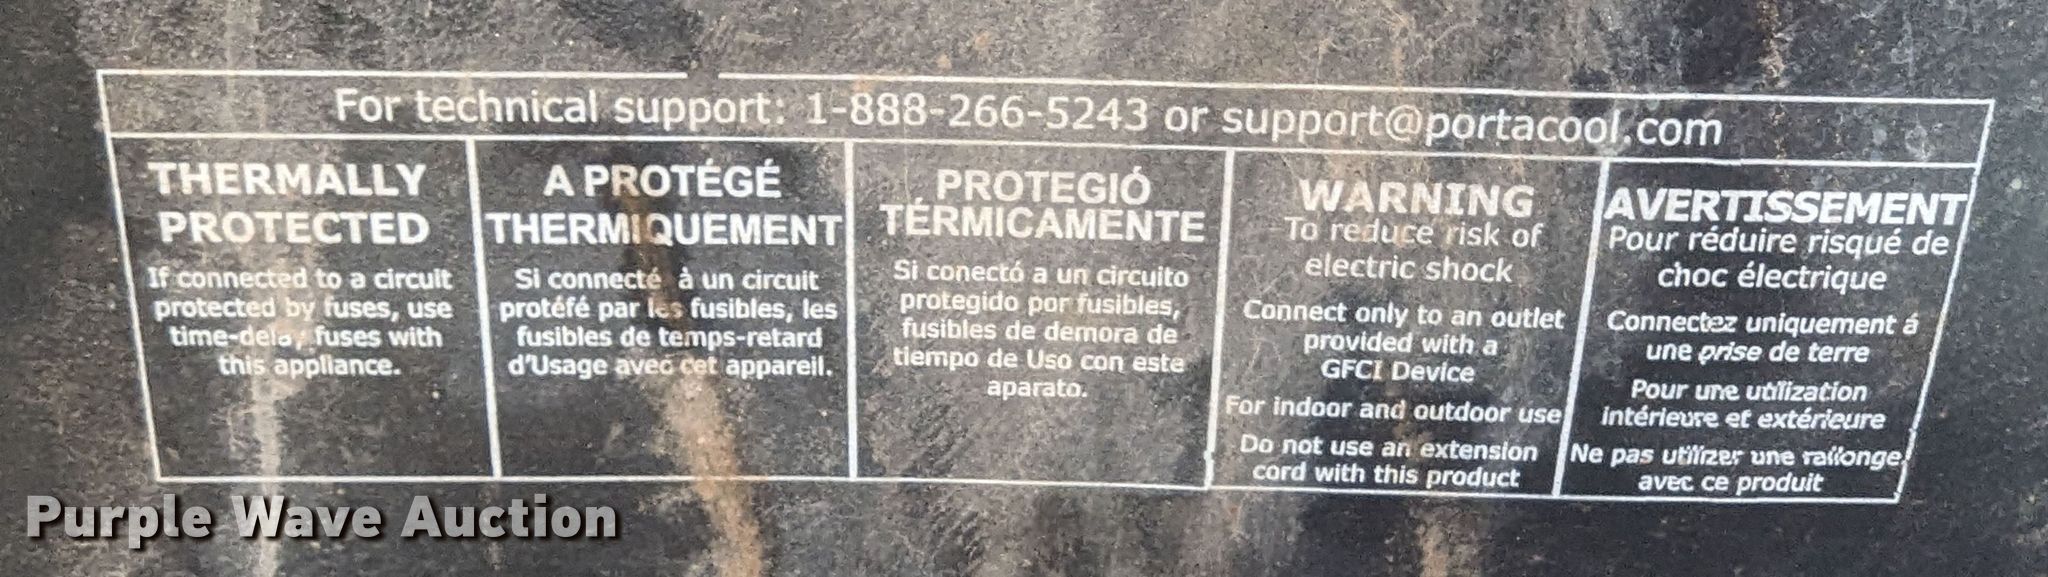 For technical support: 1-888-266-5243 or support@portacool.com
THERMALLY
PROTECTED
If connected to a circuit
protected by fuses, use
time-delay fuses with
this appliance.
A PROTÉGÉ
THERMIQUEMENT
Si connecté à un circuit
protéfé par les fusibles, les
fusibles de temps-retard
d'Usage avec cet appareil.
PROTEGIÓ
TÉRMICAMENTE
Si conectó a un circuito
protegido por fusibles,
fusibles de demora de
tiempo de Uso con este
aparato.
WARNING
To reduce risk of
electric shock
Connect only to an outlet
provided with a
GFCI Device
For indoor and outdoor use
Do not use an extension
cord with this product
AVERTISSEMENT
Pour réduire risqué de
choc électrique
Connectez uniquement á
une prise de terre
Pour une utilization
intérieure et extérieure
Ne pas utilizer une rallonge
avec ce produit
Purple Wave Auction